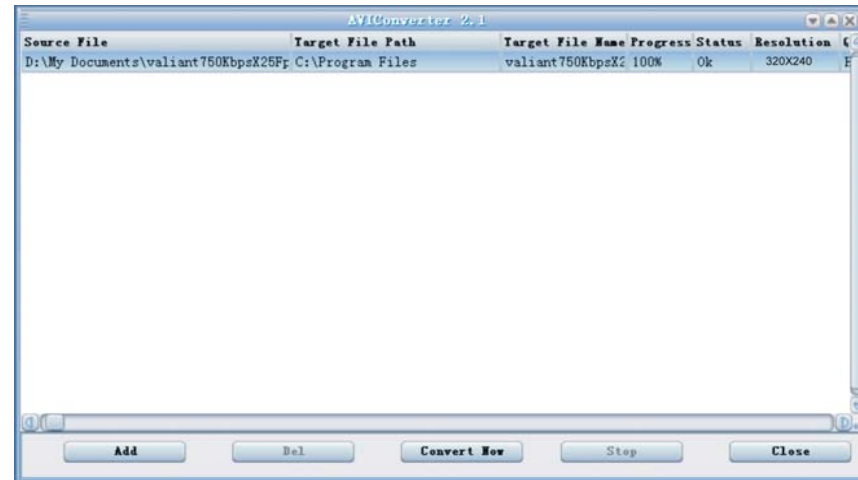 AVIConverter 2.1
Source File Target File Path Target File Name Progress Status Resolution
D:\My Documents\valiant750KbpsX25Fp C:\Program Files valiant750KbpsX2 100% Ok 320X240
Add Del Convert Now Stop Close